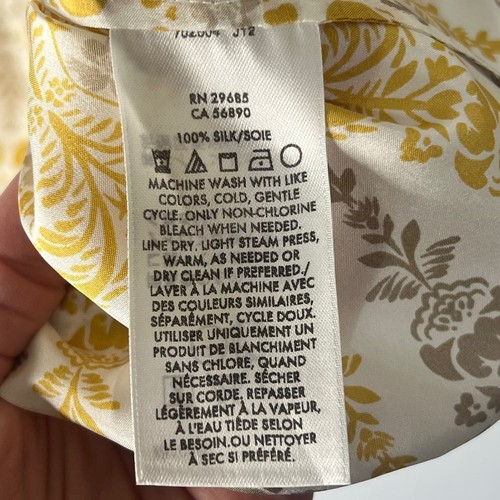 702604 J12
RN 29685
CA 56890
100% SILK/SOIE
MACHINE WASH WITH LIKE
COLORS, COLD, GENTLE
CYCLE. ONLY NON-CHLORINE
BLEACH WHEN NEEDED.
LINE DRY. LIGHT STEAM PRESS,
WARM, AS NEEDED OR
DRY CLEAN IF PREFERRED./
LAVER À LA MACHINE AVEC
DES COULEURS SIMILAIRES,
SÉPARÉMENT, CYCLE DOUX.
UTILISER UNIQUEMENT UN
PRODUIT DE BLANCHIMENT
SANS CHLORE, QUAND
NÉCESSAIRE. SÉCHER
SUR CORDE, REPASSER
LÉGÈREMENT À LA VAPEUR,
À L'EAU TIÈDE SELON
LE BESOIN.OU NETTOYER
À SEC SI PRÉFÉRÉ.